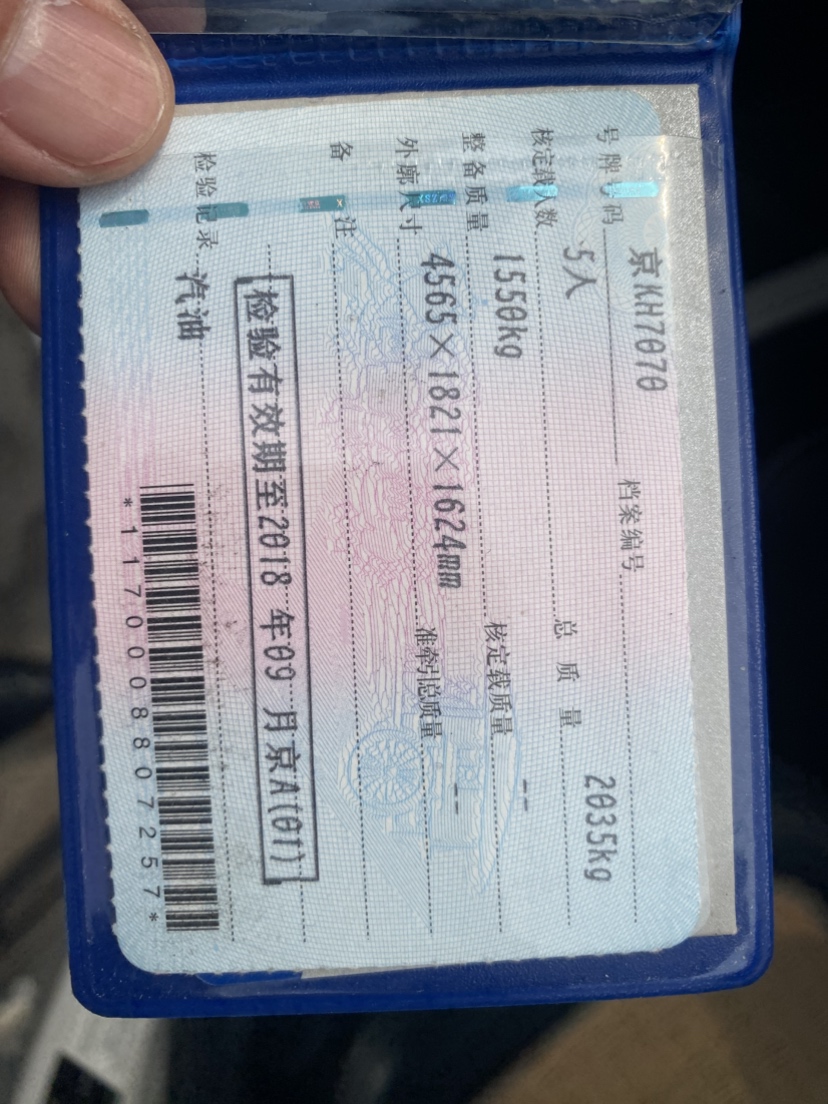 号牌号码 京KH7070 档案编号
核定载人数 5人 总质量 2035kg
整备质量 1550kg 核定载质量 --
外廓尺寸 4565×1821×1624mm 准牵引总质量 --
备注
检验有效期至2018年09月京A(01)
检验记录 汽油
*1170008807257*